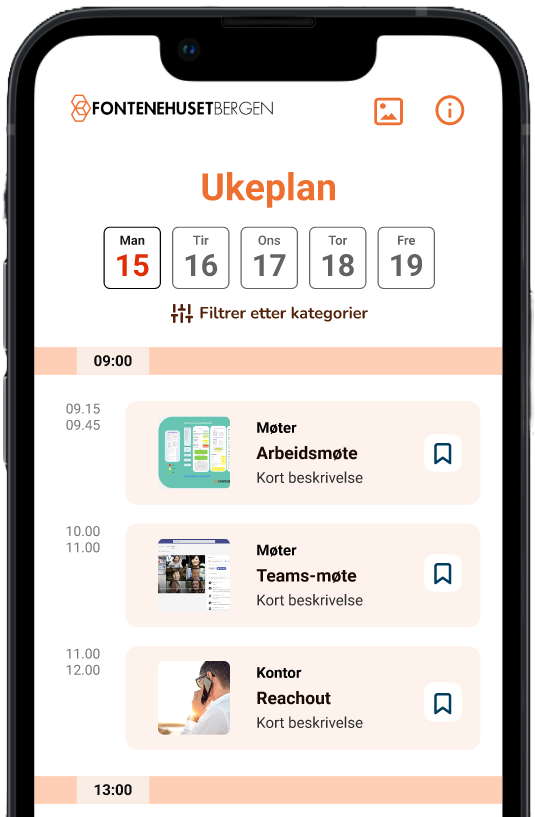 FONTENEHUSETBERGEN
Ukeplan
Man Tir Ons Tor Fre
15 16 17 18 19
Filtrer etter kategorier
09:00
09.15
09.45
Møter
Arbeidsmøte
Kort beskrivelse
10.00
11.00
Møter
Teams-møte
Kort beskrivelse
11.00
12.00
Kontor
Reachout
Kort beskrivelse
13:00